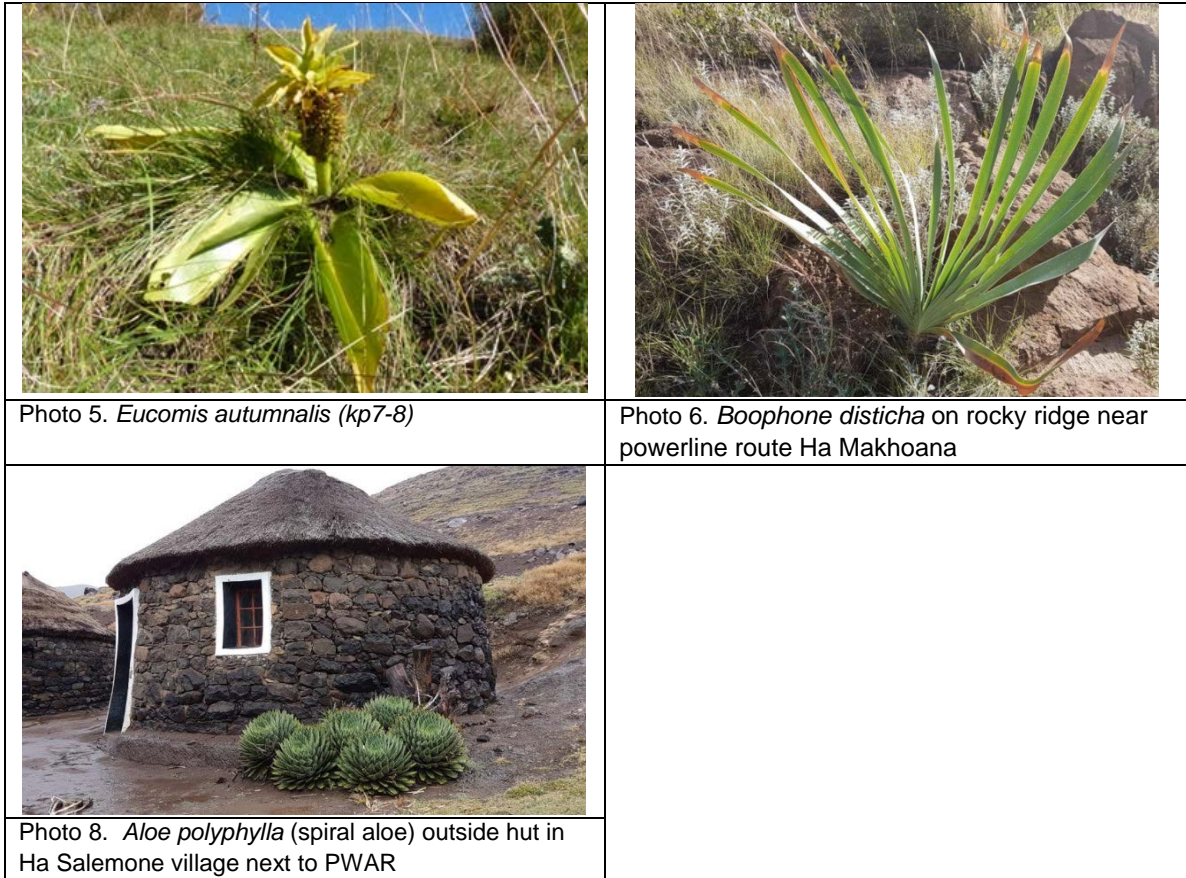 Photo 5. Eucomis autumnalis (kp7-8)
Photo 6. Boophone disticha on rocky ridge near
powerline route Ha Makhoana
Photo 8. Aloe polyphylla (spiral aloe) outside hut in
Ha Salemone village next to PWAR